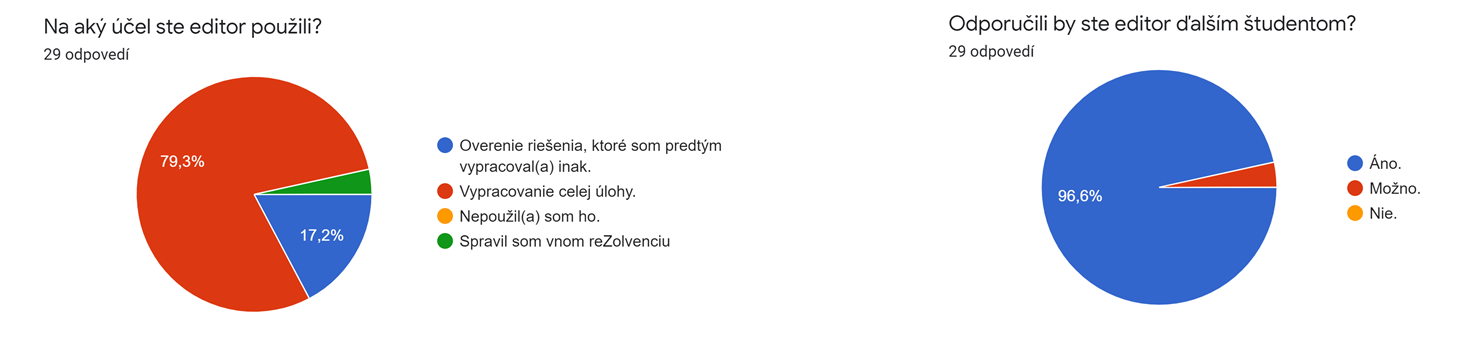 Na aký účel ste editor použili?
29 odpovedí
79,3%
17,2%
Overenie riešenia, ktoré som predtým
vypracoval(a) inak.
Vypracovanie celej úlohy.
Nepoužil(a) som ho.
Spravil som vnom reZolvenciu
Odporučili by ste editor ďalším študentom?
29 odpovedí
96,6%
Áno.
Možno.
Nie.